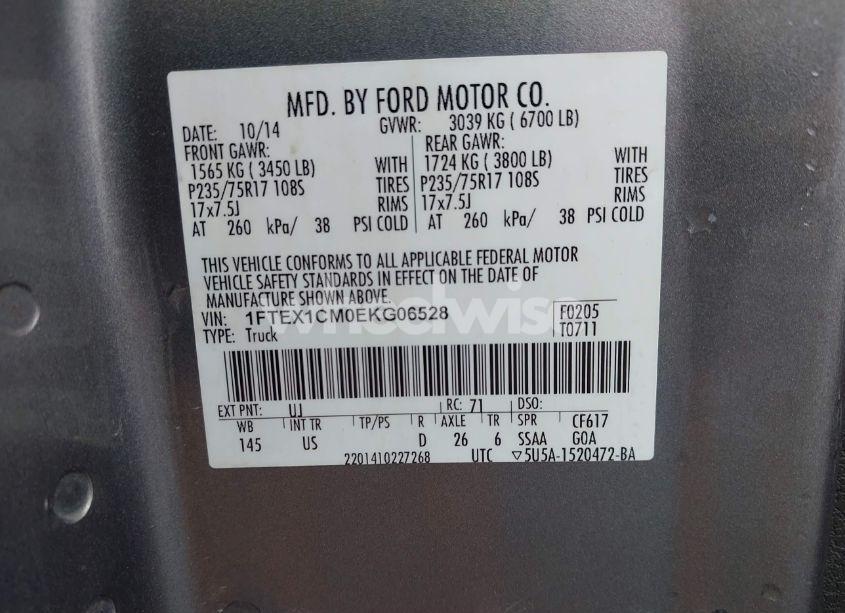 MFD. BY FORD MOTOR CO.
DATE: 10/14 GVWR: 3039 KG ( 6700 LB)
FRONT GAWR: REAR GAWR:
1565 KG ( 3450 LB) WITH 1724 KG ( 3800 LB) WITH
P235/75R17 108S TIRES P235/75R17 108S TIRES
17x7.5J RIMS 17x7.5J RIMS
AT 260 kPa/ 38 PSI COLD AT 260 kPa/ 38 PSI COLD
THIS VEHICLE CONFORMS TO ALL APPLICABLE FEDERAL MOTOR
VEHICLE SAFETY STANDARDS IN EFFECT ON THE DATE OF
MANUFACTURE SHOWN ABOVE.
wheelwise
VIN: 1FTEX1CM0EKG06528 F0205
TYPE: Truck T0711
EXT PNT: UJ RC: 71 DSO:
WB INT TR TP/PS R AXLE TR SPR CF617
145 US D 26 6 SSAA GOA
2201410227268 UTC ▽5U5A-1520472-BA